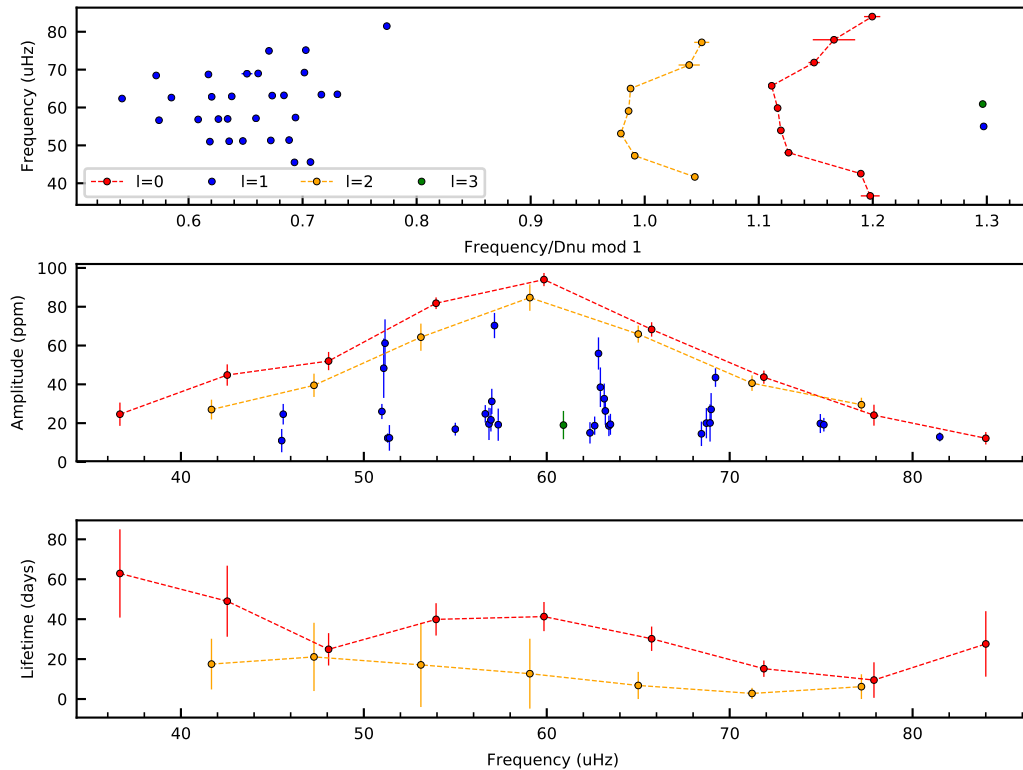 80
70
60
50
40
Frequency (uHz)
l=0 l=1 l=2 l=3
0.6 0.7 0.8 0.9 1.0 1.1 1.2 1.3
Frequency/Dnu mod 1
100
80
60
40
20
0
Amplitude (ppm)
40 50 60 70 80
80
60
40
20
0
Lifetime (days)
40 50 60 70 80
Frequency (uHz)